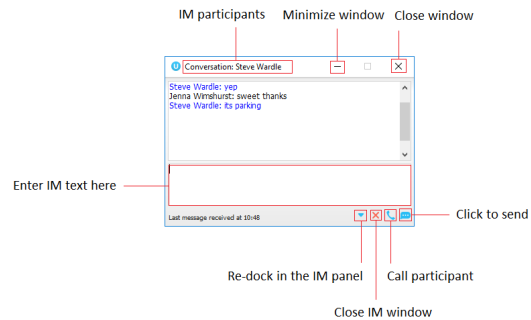 IM participants
Minimize window
Close window
U Conversation: Steve Wardle
Steve Wardle: yep
Jenna Wimshurst: sweet thanks
Steve Wardle: its parking
Enter IM text here
Last message received at 10:48
Click to send
Re-dock in the IM panel
Call participant
Close IM window